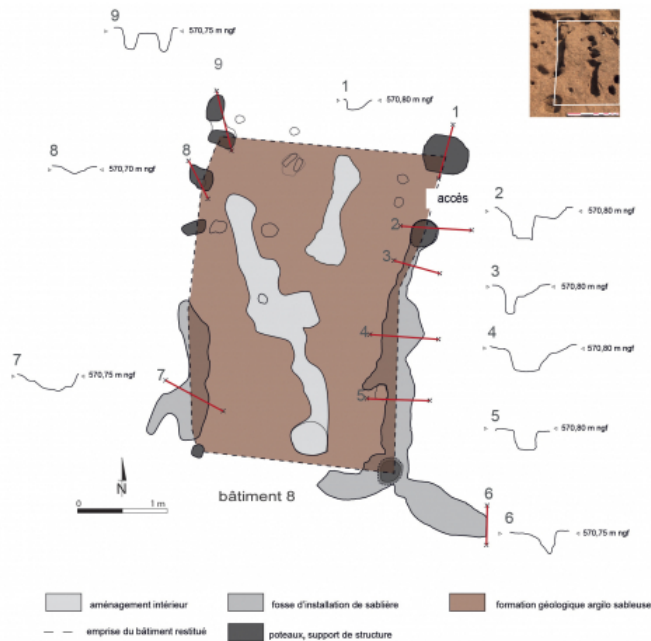 9
570,75 m ngf
1
570,80 m ngf
9
1
8
570,70 m ngf
8
accès
2
2
570,80 m ngf
3
3
570,80 m ngf
4
4
570,80 m ngf
7
570,75 m ngf
7
5
5
570,80 m ngf
N
bâtiment 8
0 1 m
6
6
570,75 m ngf
aménagement intérieur
fosse d'installation de sablière
formation géologique argilo sableuse
emprise du bâtiment restitué
poteaux, support de structure